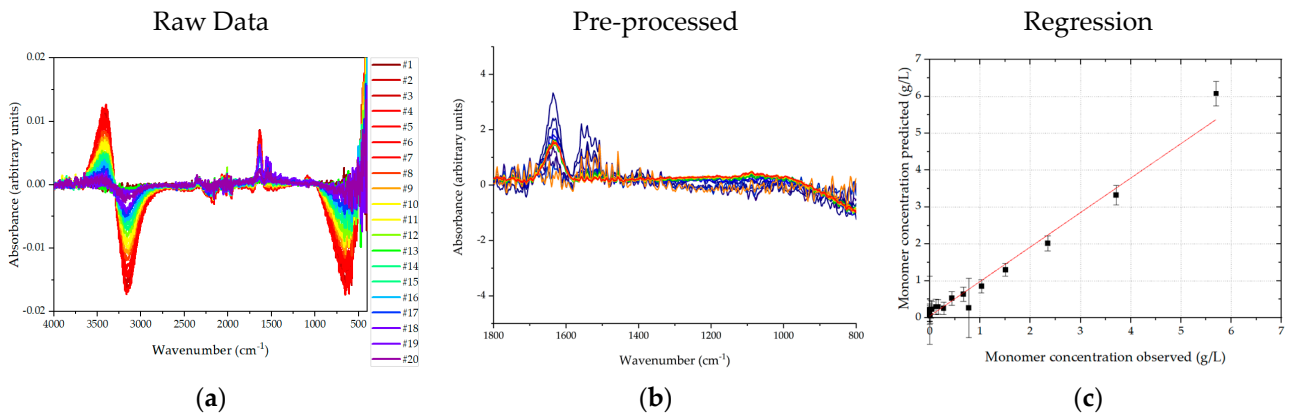 Raw Data
Pre-processed
Regression
Absorbance (arbitrary units)
0.02
0.01
0.00
-0.01
-0.02
4000 3500 3000 2500 2000 1500 1000 500
Wavenumber (cm⁻¹)
#1
#2
#3
#4
#5
#6
#7
#8
#9
#10
#11
#12
#13
#14
#15
#16
#17
#18
#19
#20
(a)
Absorbance (arbitrary units)
4
2
0
-2
-4
1800 1600 1400 1200 1000 800
Wavenumber (cm⁻¹)
(b)
Monomer concentration predicted (g/L)
7
6
5
4
3
2
1
0
0 1 2 3 4 5 6 7
Monomer concentration observed (g/L)
(c)